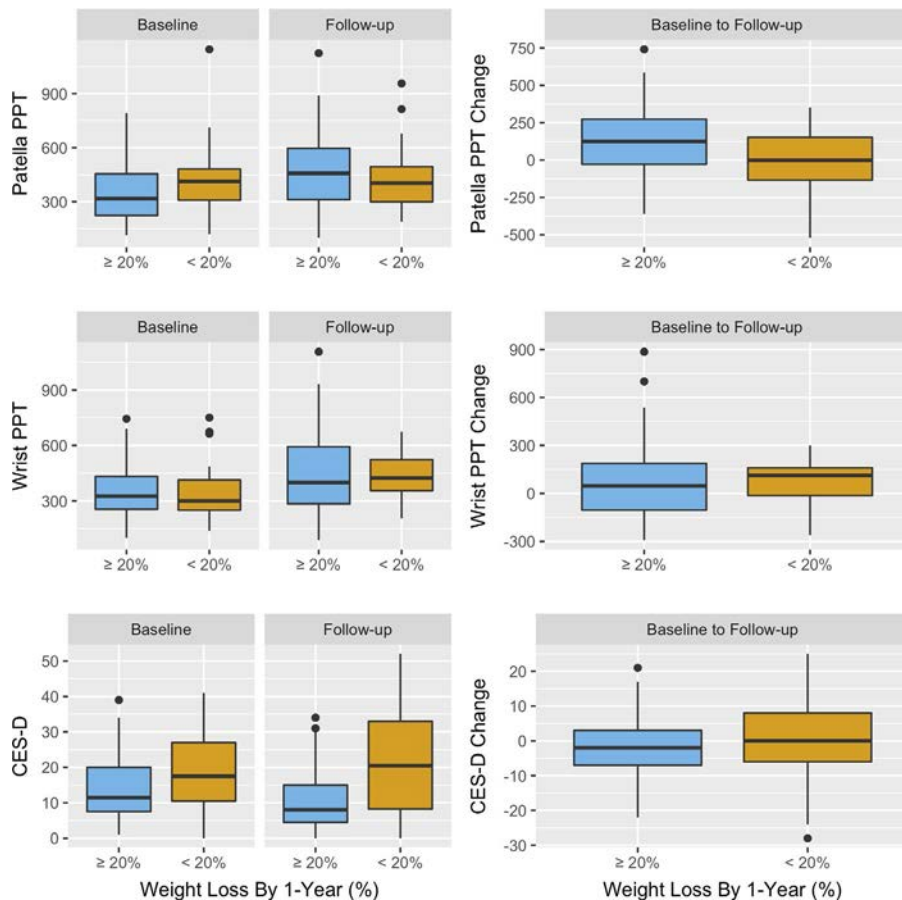 Baseline
Follow-up
Patella PPT
900
600
300
≥ 20%
< 20%
≥ 20%
< 20%
Baseline to Follow-up
Patella PPT Change
750
500
250
0
-250
-500
≥ 20%
< 20%
Baseline
Follow-up
Wrist PPT
900
600
300
≥ 20%
< 20%
≥ 20%
< 20%
Baseline to Follow-up
Wrist PPT Change
900
600
300
0
-300
≥ 20%
< 20%
Baseline
Follow-up
CES-D
50
40
30
20
10
0
≥ 20%
< 20%
≥ 20%
< 20%
Weight Loss By 1-Year (%)
Baseline to Follow-up
CES-D Change
20
10
0
-10
-20
-30
≥ 20%
< 20%
Weight Loss By 1-Year (%)